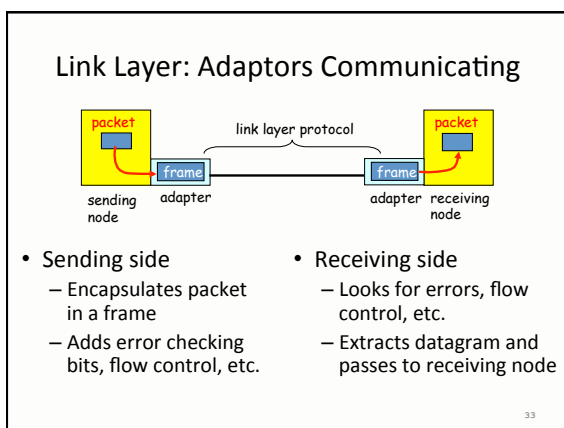 Link Layer: Adaptors Communicating
packet
link layer protocol
packet
frame
frame
sending
node
adapter
adapter
receiving
node
• Sending side
– Encapsulates packet
in a frame
– Adds error checking
bits, flow control, etc.
• Receiving side
– Looks for errors, flow
control, etc.
– Extracts datagram and
passes to receiving node
33